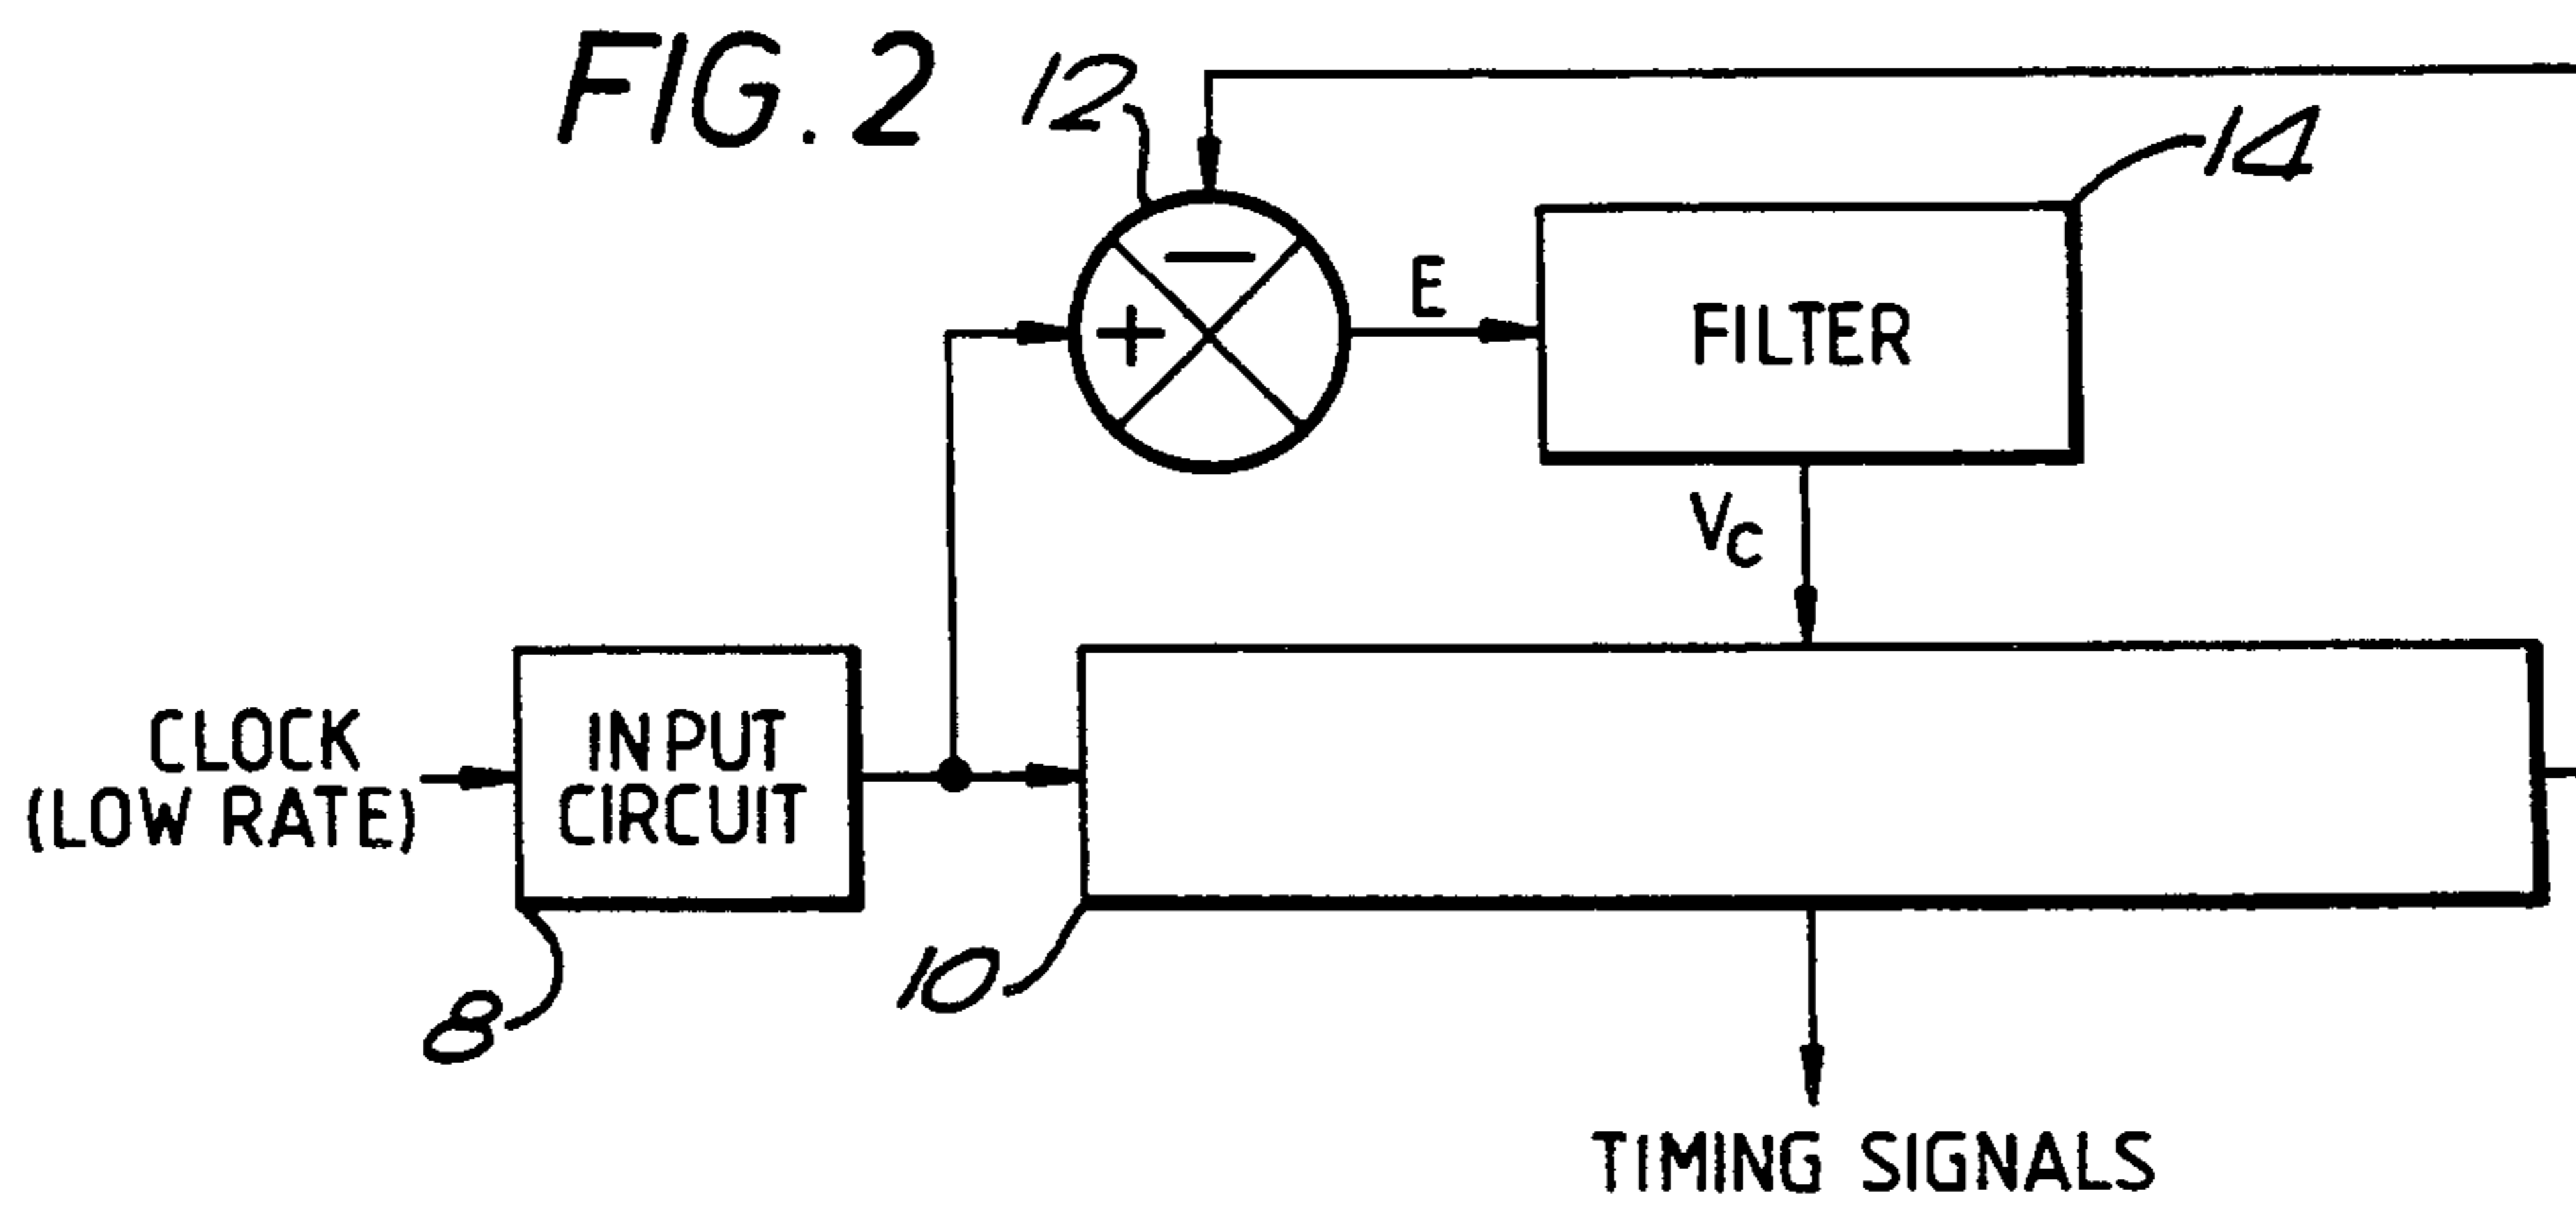 FIG. 2
12
14
E
FILTER
+
−
Vc
CLOCK
(LOW RATE)
INPUT
CIRCUIT
8
10
TIMING SIGNALS